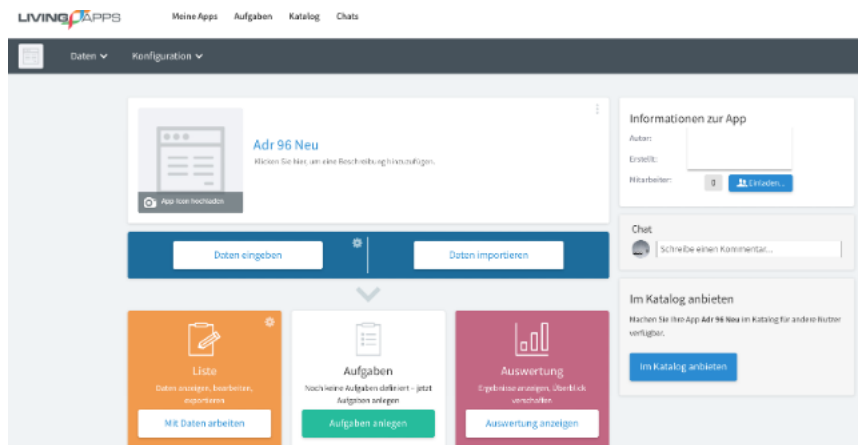 LIVING APPS
Meine Apps Aufgaben Katalog Chats
Daten Konfiguration
Adr 96 Neu
Klicken Sie hier, um eine Beschreibung hinzuzufügen.
App-Icon hochladen
Daten eingeben
Daten importieren
Liste
Daten anzeigen, bearbeiten,
exportieren
Mit Daten arbeiten
Aufgaben
Noch keine Aufgaben definiert – jetzt
Aufgaben anlegen
Aufgaben anlegen
Auswertung
Ergebnisse anzeigen, Überblick
verschaffen
Auswertung anzeigen
Informationen zur App
Autor:
Erstellt:
Mitarbeiter:
0 Einladen...
Chat
Schreibe einen Kommentar...
Im Katalog anbieten
Machen Sie Ihre App Adr 96 Neu im Katalog für andere Nutzer
verfügbar.
Im Katalog anbieten